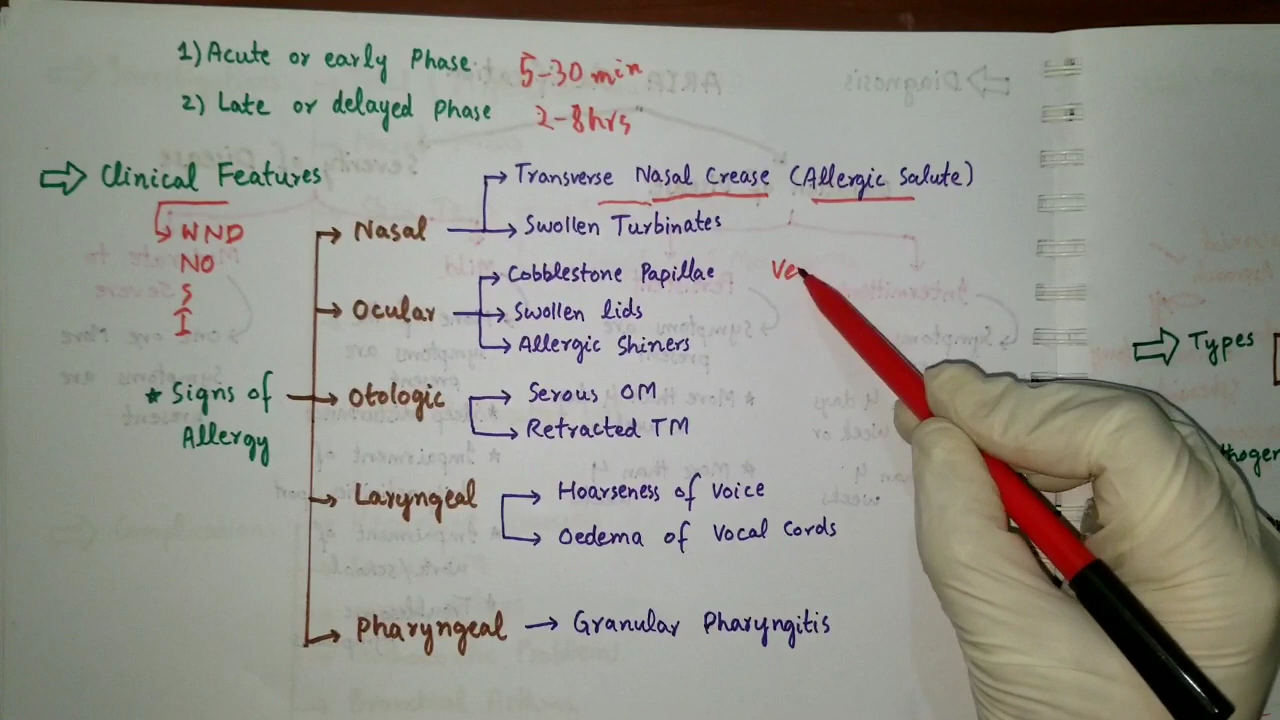 1) Acute or early Phase 5-30 min
2) Late or delayed Phase 2-8hrs
Clinical Features
WND
NO
S
I
* Signs of Allergy
Nasal
Transverse Nasal Crease (Allergic Salute)
Swollen Turbinates
Ocular
Cobblestone Papillae Ve
Swollen lids
Allergic Shiners
Otologic
Serous OM
Retracted TM
Laryngeal
Hoarseness of Voice
Oedema of Vocal Cords
Pharyngeal
Granular Pharyngitis
Types